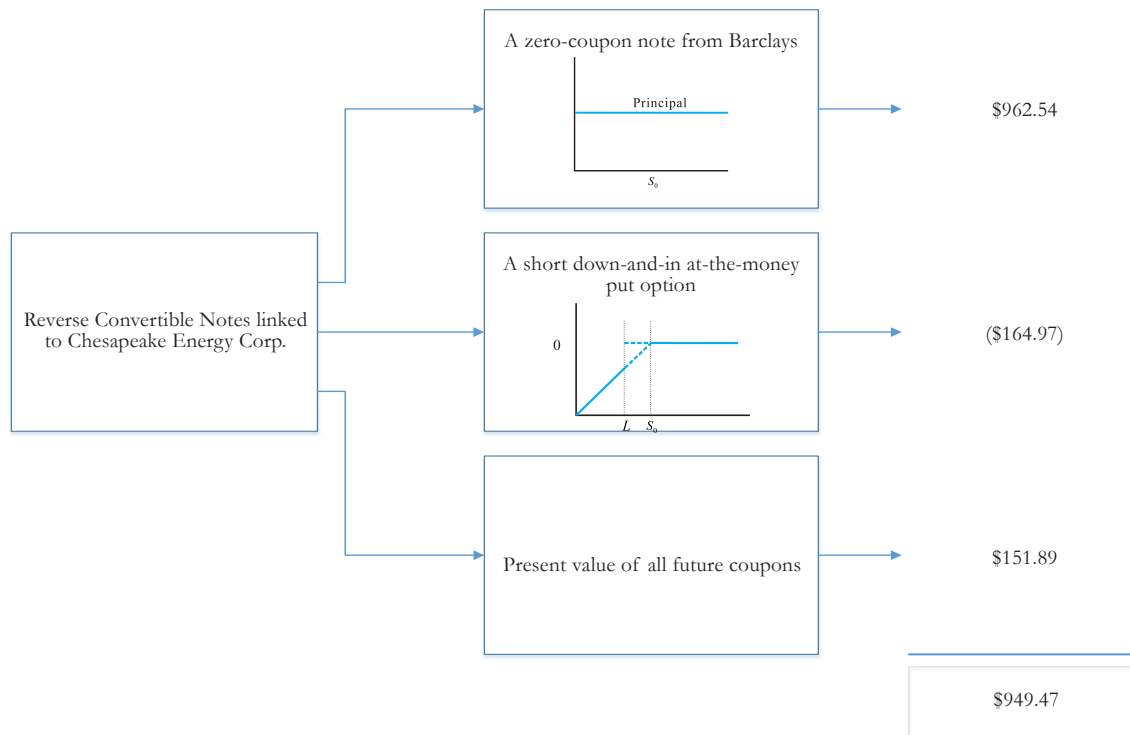 A zero-coupon note from Barclays
Principal
S₀
$962.54
Reverse Convertible Notes linked
to Chesapeake Energy Corp.
A short down-and-in at-the-money
put option
0
L S₀
($164.97)
Present value of all future coupons
$151.89
$949.47